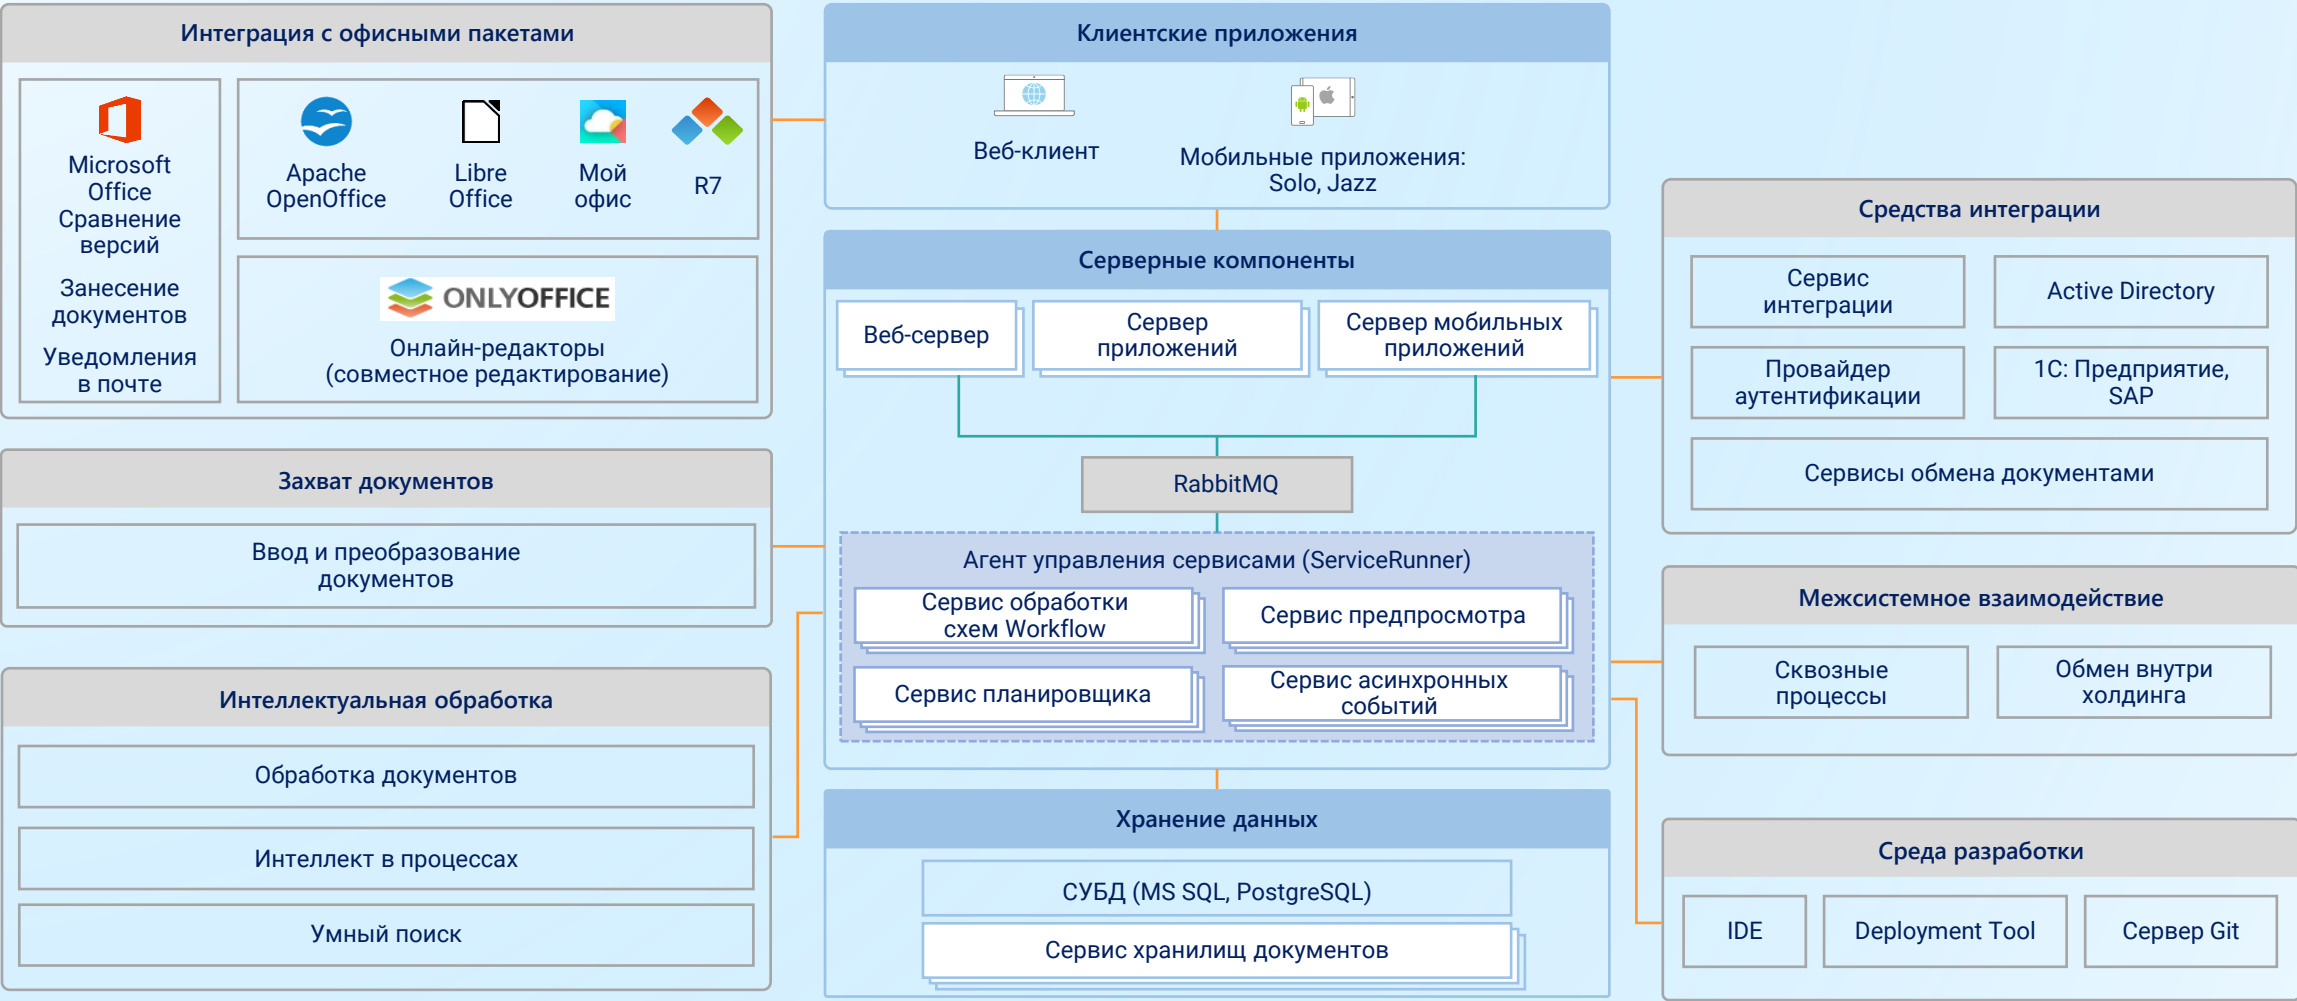 Интеграция с офисными пакетами
Microsoft
Office
Сравнение
версий
Занесение
документов
Уведомления
в почте
Apache
OpenOffice
Libre
Office
Мой
офис
R7
ONLYOFFICE
Онлайн-редакторы
(совместное редактирование)
Захват документов
Ввод и преобразование
документов
Интеллектуальная обработка
Обработка документов
Интеллект в процессах
Умный поиск
Клиентские приложения
Веб-клиент
Мобильные приложения:
Solo, Jazz
Серверные компоненты
Веб-сервер
Сервер
приложений
Сервер мобильных
приложений
RabbitMQ
Агент управления сервисами (ServiceRunner)
Сервис обработки
схем Workflow
Сервис предпросмотра
Сервис планировщика
Сервис асинхронных
событий
Хранение данных
СУБД (MS SQL, PostgreSQL)
Сервис хранилищ документов
Средства интеграции
Сервис
интеграции
Active Directory
Провайдер
аутентификации
1С: Предприятие,
SAP
Сервисы обмена документами
Межсистемное взаимодействие
Сквозные
процессы
Обмен внутри
холдинга
Среда разработки
IDE
Deployment Tool
Сервер Git